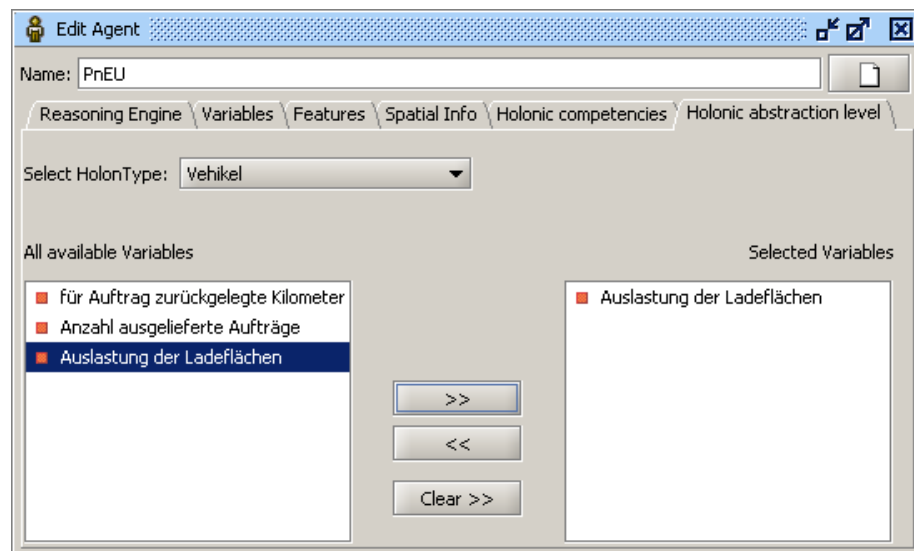 Edit Agent
Name: PnEU
Reasoning Engine Variables Features Spatial Info Holonic competencies Holonic abstraction level
Select HolonType: Vehikel
All available Variables Selected Variables
für Auftrag zurückgelegte Kilometer Auslastung der Ladeflächen
Anzahl ausgelieferte Aufträge
Auslastung der Ladeflächen
>>
<<
Clear >>